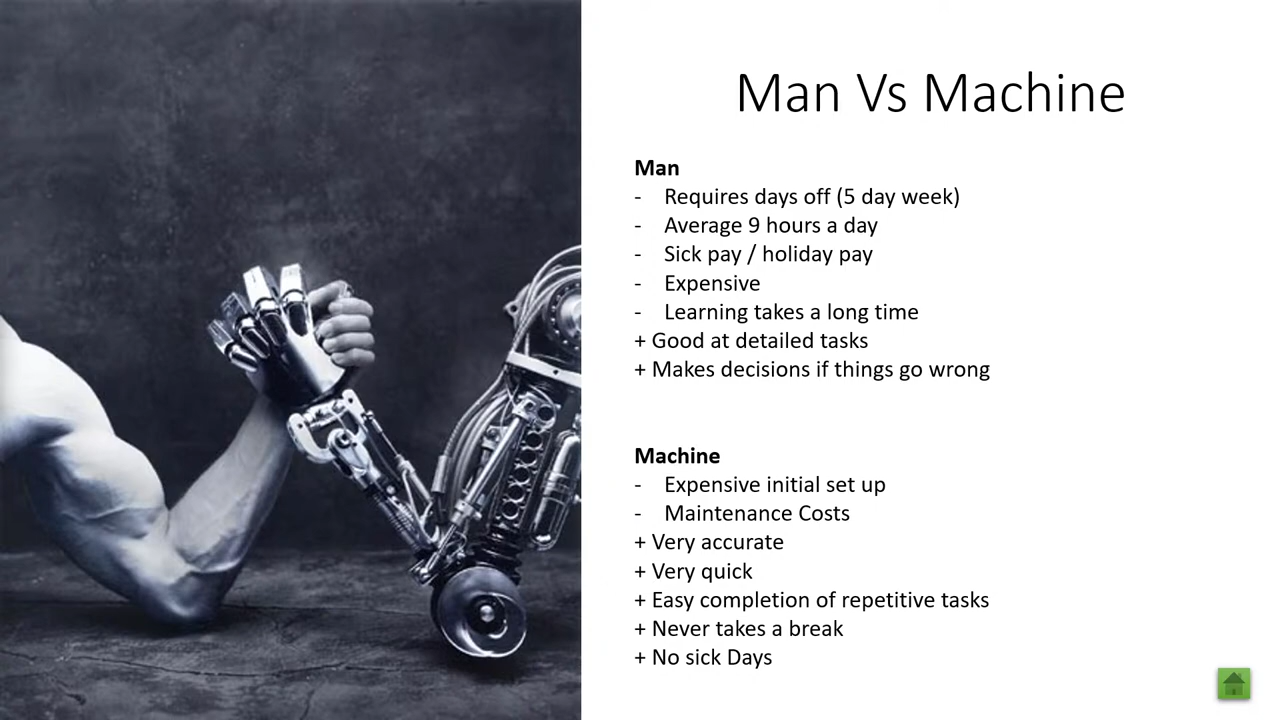 Man Vs Machine
Man
- Requires days off (5 day week)
- Average 9 hours a day
- Sick pay / holiday pay
- Expensive
- Learning takes a long time
+ Good at detailed tasks
+ Makes decisions if things go wrong
Machine
- Expensive initial set up
- Maintenance Costs
+ Very accurate
+ Very quick
+ Easy completion of repetitive tasks
+ Never takes a break
+ No sick Days